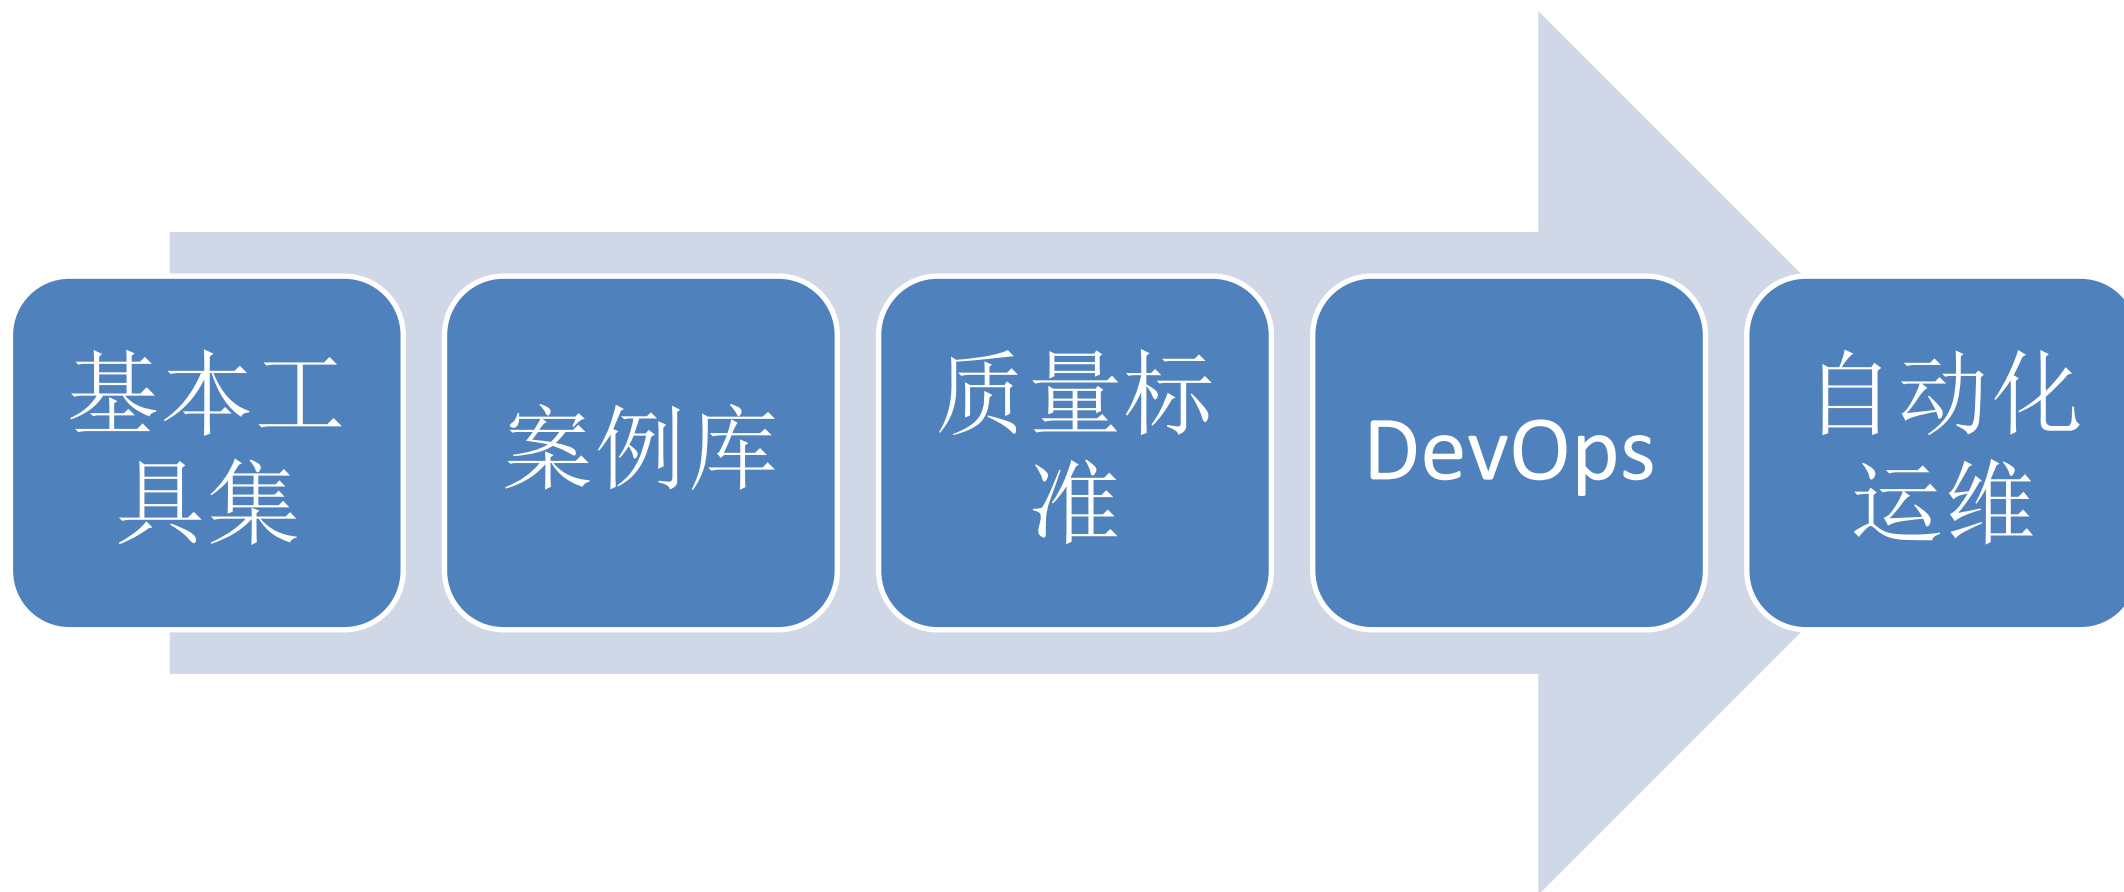 基本工
具集
案例库
质量标
准
DevOps
自动化
运维